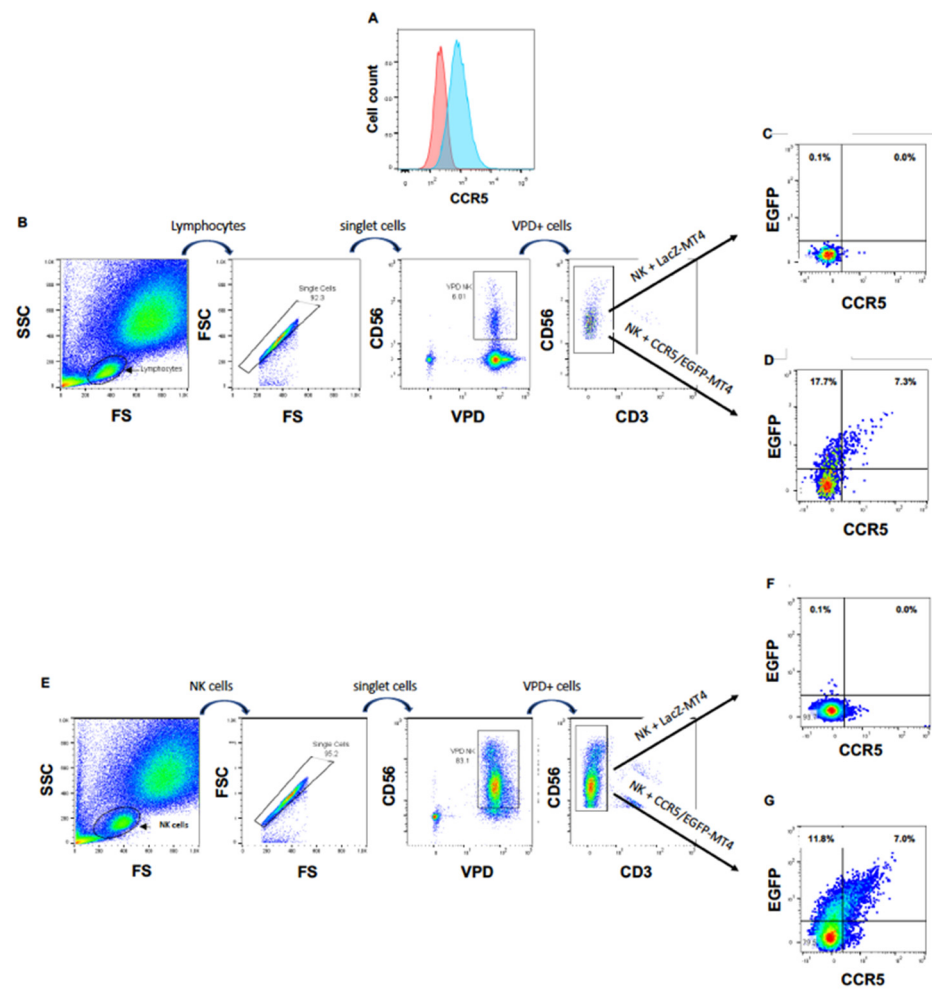 A
Cell count
CCR5
B
Lymphocytes
singlet cells
VPD+ cells
SSC
Lymphocytes
FS
FSC
Single Cells
92.3
FS
CD56
VPD NK
6.01
VPD
CD56
CD3
NK + LacZ-MT4
NK + CCR5/EGFP-MT4
C
EGFP
0.1%
0.0%
CCR5
D
EGFP
17.7%
7.3%
CCR5
E
NK cells
singlet cells
VPD+ cells
SSC
NK cells
FS
FSC
Single Cells
95.2
FS
CD56
VPD NK
83.1
VPD
CD56
CD3
NK + LacZ-MT4
NK + CCR5/EGFP-MT4
F
EGFP
0.1%
0.0%
CCR5
G
EGFP
11.8%
7.0%
CCR5